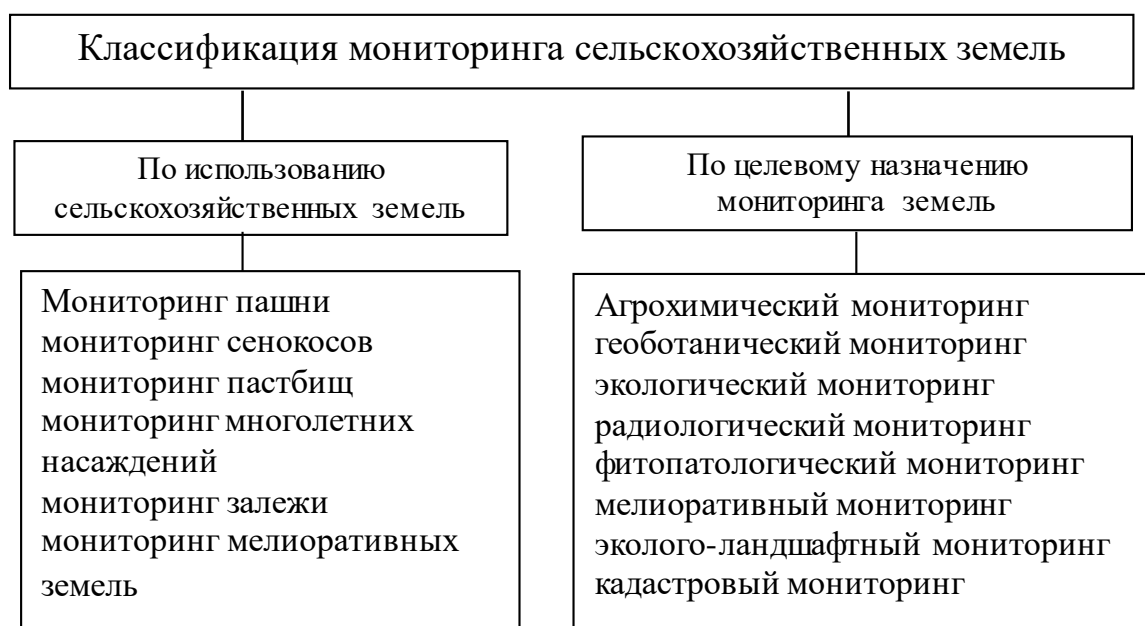 Классификация мониторинга сельскохозяйственных земель
По использованию
сельскохозяйственных земель
Мониторинг пашни
мониторинг сенокосов
мониторинг пастбищ
мониторинг многолетних
насаждений
мониторинг залежи
мониторинг мелиоративных
земель
По целевому назначению
мониторинга земель
Агрохимический мониторинг
геоботанический мониторинг
экологический мониторинг
радиологический мониторинг
фитопатологический мониторинг
мелиоративный мониторинг
эколого-ландшафтный мониторинг
кадастровый мониторинг